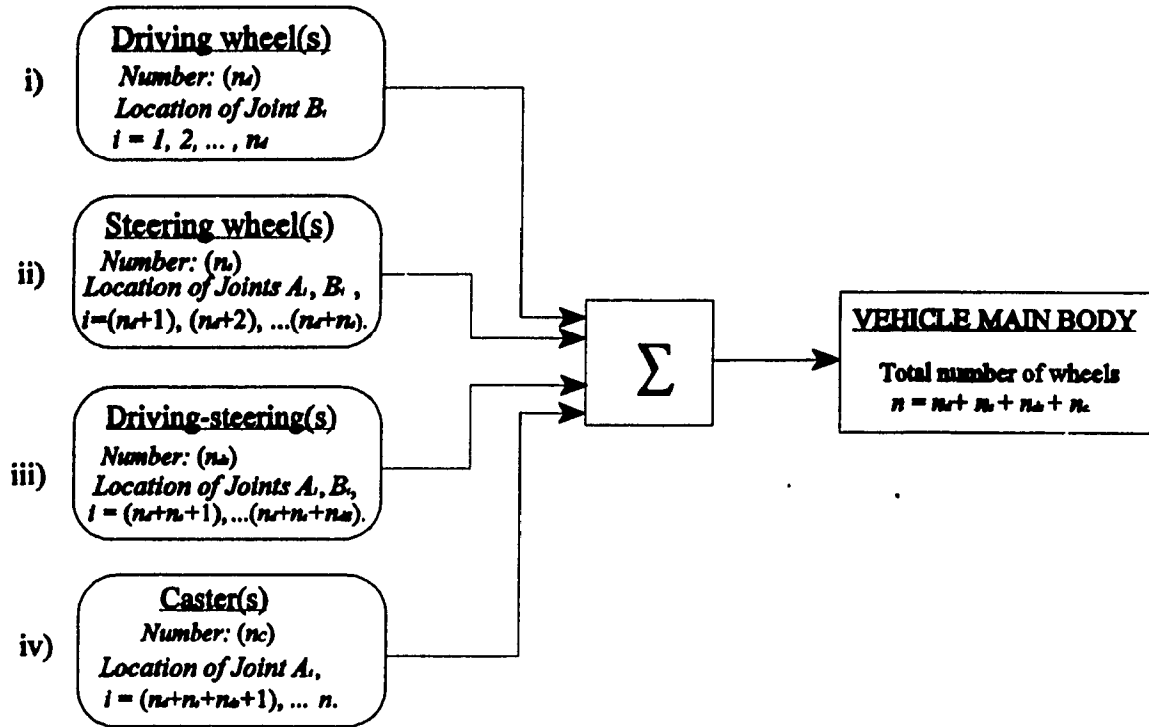 i)
Driving wheel(s)
Number: (nd)
Location of Joint Bi
i = 1, 2, ... , nd
ii)
Steering wheel(s)
Number: (ns)
Location of Joints Ai, Bi ,
i=(nd+1), (nd+2), ...(nd+ns).
iii)
Driving-steering(s)
Number: (nds)
Location of Joints Ai, Bi,
i = (nd+ns+1),...(nd+ns+nds).
iv)
Caster(s)
Number: (nc)
Location of Joint Ai,
i = (nd+ns+nds+1), ... n.
Σ
VEHICLE MAIN BODY
Total number of wheels
n = nd+ ns + nds + nc